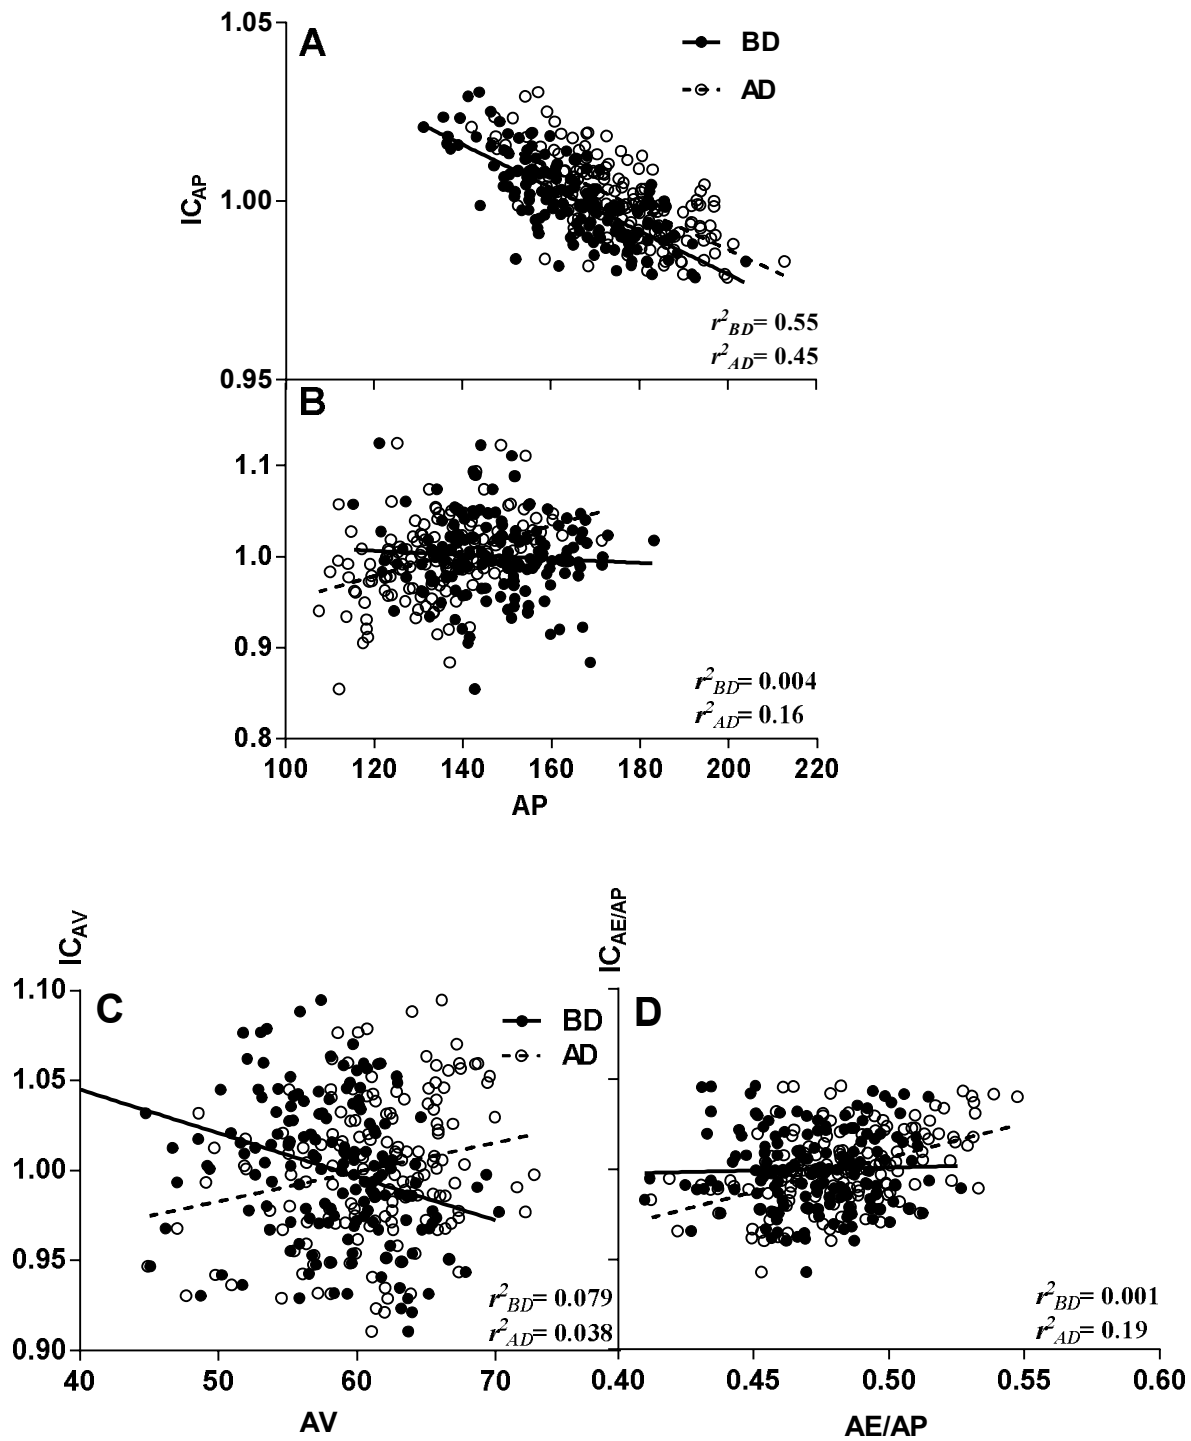 1.05
A
BD
AD
1.00
IC_AP
r²_BD= 0.55
r²_AD= 0.45
0.95
B
1.1
1.0
0.9
r²_BD= 0.004
r²_AD= 0.16
0.8
100 120 140 160 180 200 220
AP
IC_AV
IC_AE/AP
1.10
C
BD
AD
D
1.05
1.00
0.95
r²_BD= 0.079
r²_AD= 0.038
r²_BD= 0.001
r²_AD= 0.19
0.90
40 50 60 70
0.40 0.45 0.50 0.55 0.60
AV
AE/AP